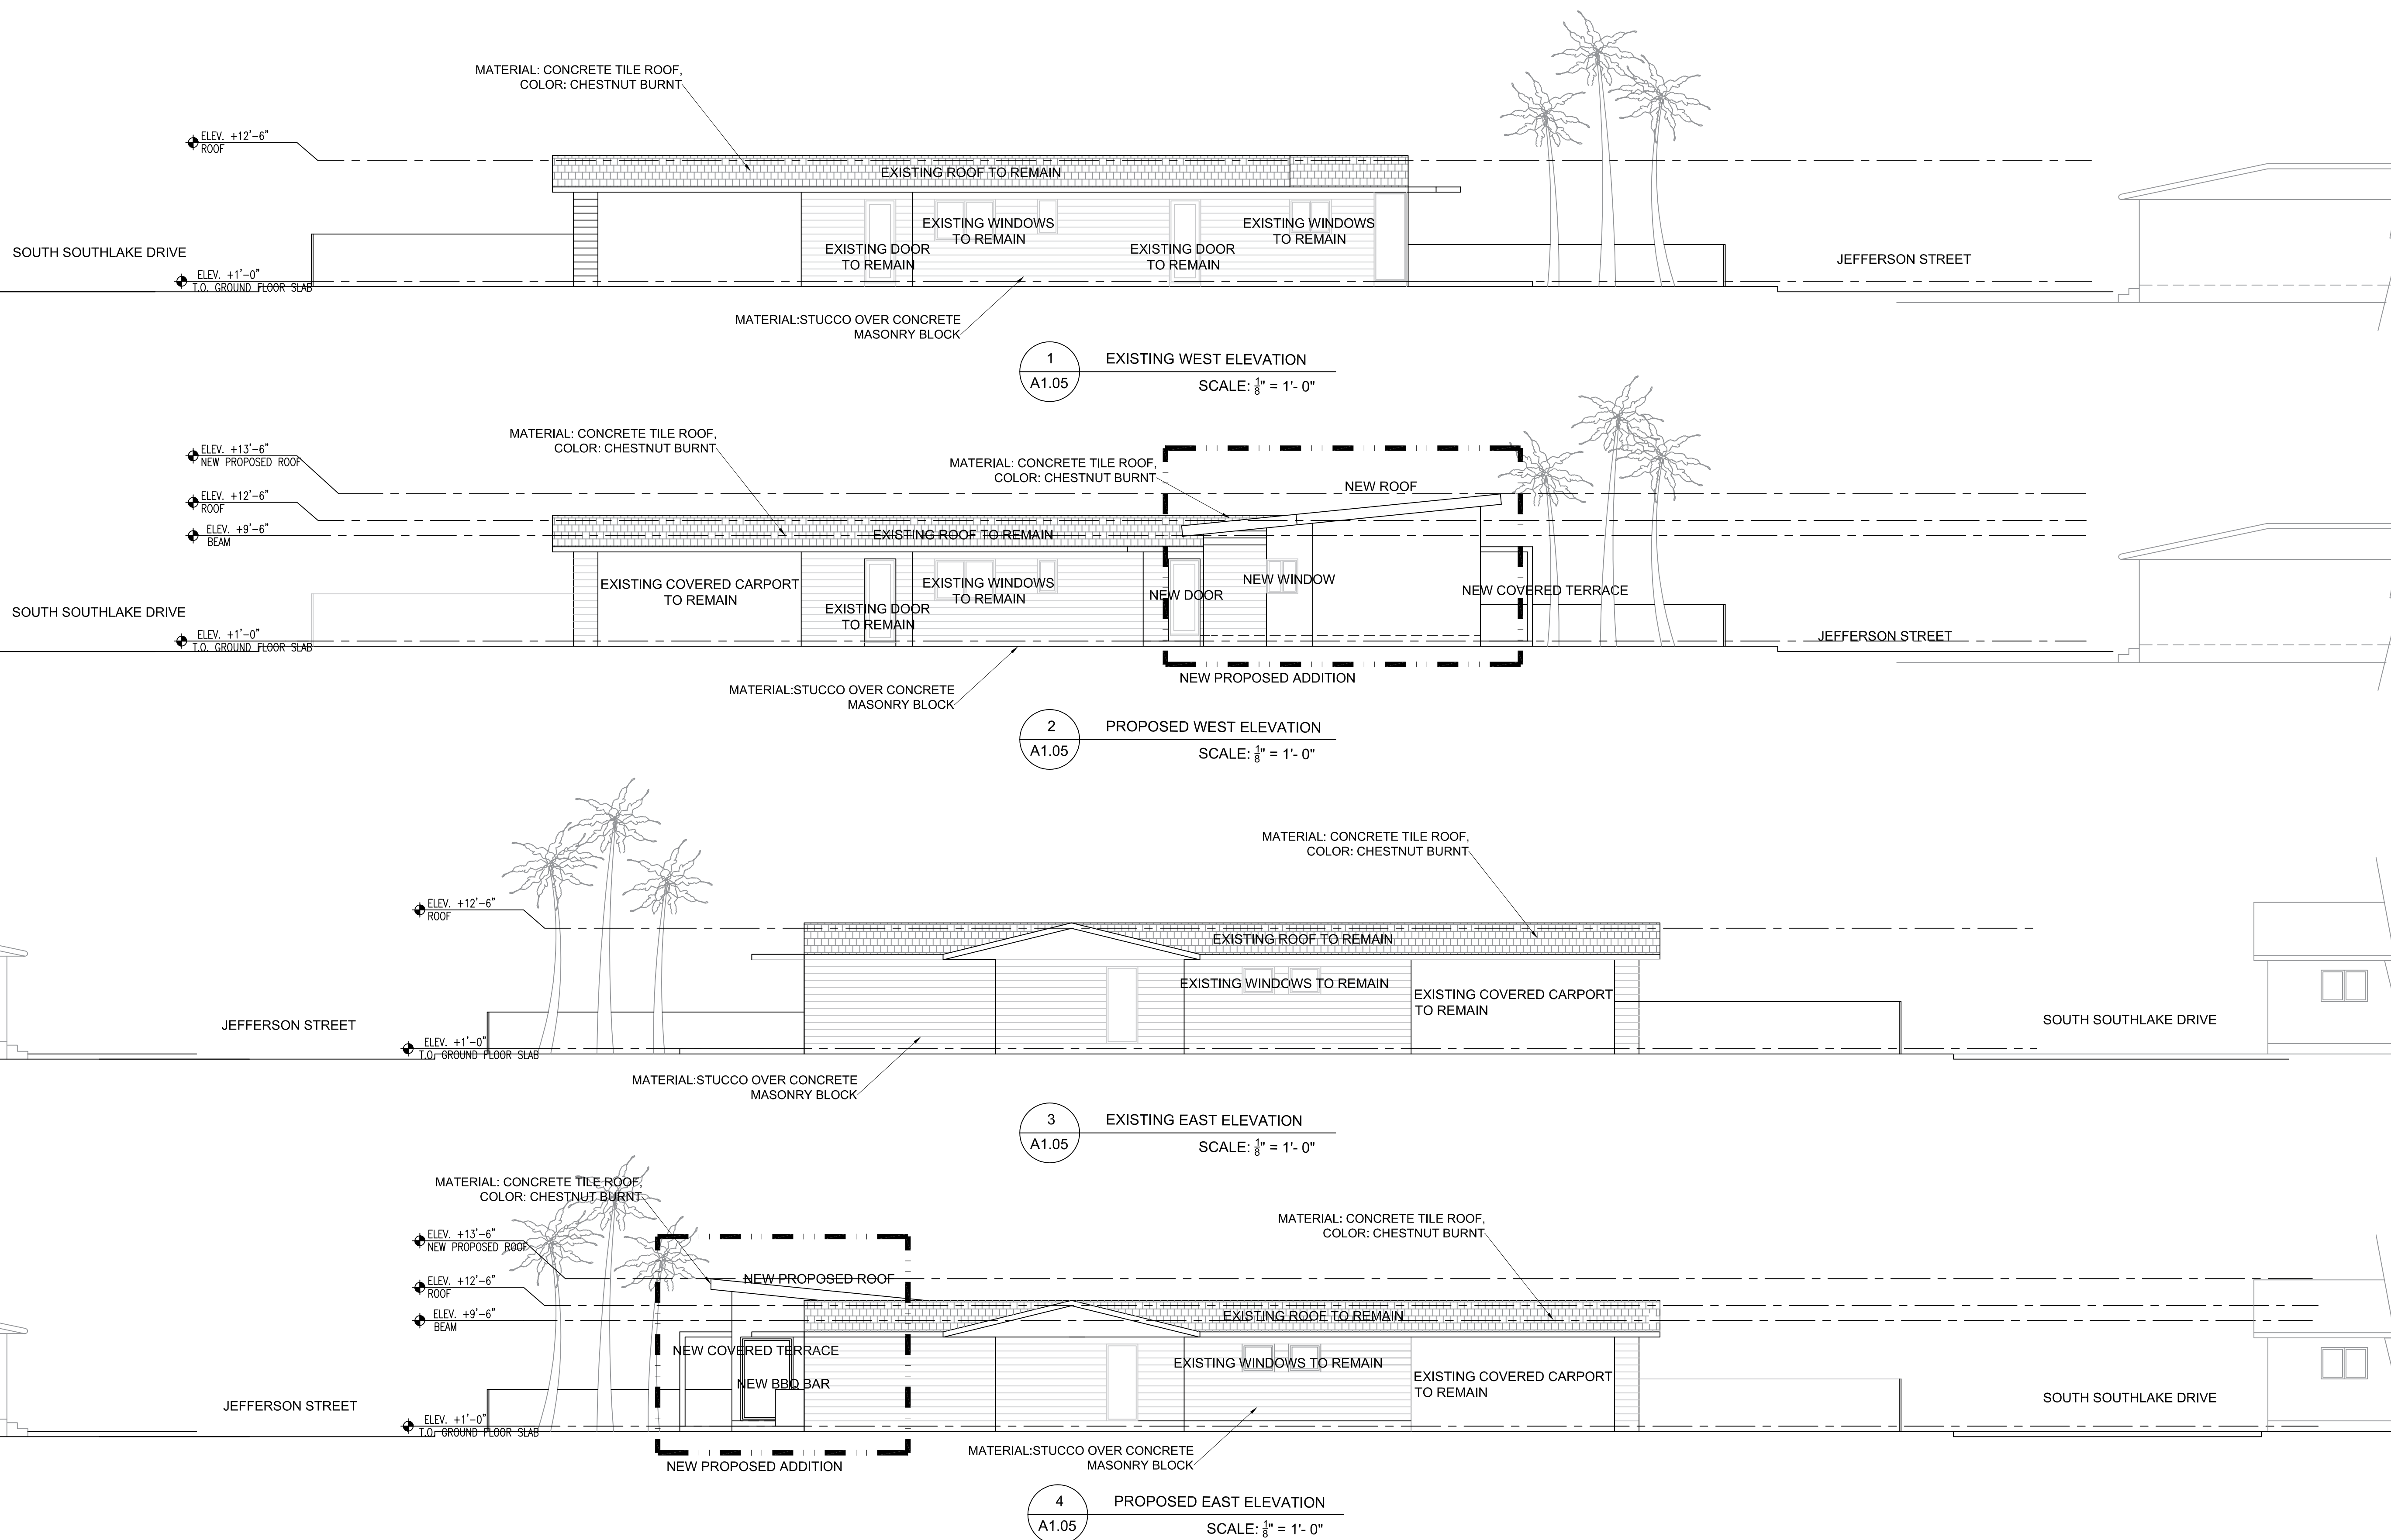 MATERIAL: CONCRETE TILE ROOF,
COLOR: CHESTNUT BURNT
ELEV. +12'-6"
ROOF
EXISTING ROOF TO REMAIN
EXISTING WINDOWS
TO REMAIN
EXISTING WINDOWS
TO REMAIN
EXISTING DOOR
TO REMAIN
EXISTING DOOR
TO REMAIN
SOUTH SOUTHLAKE DRIVE
JEFFERSON STREET
ELEV. +1'-0"
T.O. GROUND FLOOR SLAB
MATERIAL:STUCCO OVER CONCRETE
MASONRY BLOCK
1
A1.05
EXISTING WEST ELEVATION
SCALE: 1/8" = 1'- 0"
MATERIAL: CONCRETE TILE ROOF,
COLOR: CHESTNUT BURNT
MATERIAL: CONCRETE TILE ROOF,
COLOR: CHESTNUT BURNT
ELEV. +13'-6"
NEW PROPOSED ROOF
NEW ROOF
ELEV. +12'-6"
ROOF
ELEV. +9'-6"
BEAM
EXISTING ROOF TO REMAIN
EXISTING COVERED CARPORT
TO REMAIN
EXISTING DOOR
TO REMAIN
EXISTING WINDOWS
TO REMAIN
NEW DOOR
NEW WINDOW
NEW COVERED TERRACE
SOUTH SOUTHLAKE DRIVE
JEFFERSON STREET
ELEV. +1'-0"
T.O. GROUND FLOOR SLAB
NEW PROPOSED ADDITION
MATERIAL:STUCCO OVER CONCRETE
MASONRY BLOCK
2
A1.05
PROPOSED WEST ELEVATION
SCALE: 1/8" = 1'- 0"
MATERIAL: CONCRETE TILE ROOF,
COLOR: CHESTNUT BURNT
ELEV. +12'-6"
ROOF
EXISTING ROOF TO REMAIN
EXISTING WINDOWS TO REMAIN
EXISTING COVERED CARPORT
TO REMAIN
JEFFERSON STREET
SOUTH SOUTHLAKE DRIVE
ELEV. +1'-0"
T.O. GROUND FLOOR SLAB
MATERIAL:STUCCO OVER CONCRETE
MASONRY BLOCK
3
A1.05
EXISTING EAST ELEVATION
SCALE: 1/8" = 1'- 0"
MATERIAL: CONCRETE TILE ROOF,
COLOR: CHESTNUT BURNT
MATERIAL: CONCRETE TILE ROOF,
COLOR: CHESTNUT BURNT
ELEV. +13'-6"
NEW PROPOSED ROOF
NEW PROPOSED ROOF
ELEV. +12'-6"
ROOF
ELEV. +9'-6"
BEAM
EXISTING ROOF TO REMAIN
NEW COVERED TERRACE
NEW BBQ BAR
EXISTING WINDOWS TO REMAIN
EXISTING COVERED CARPORT
TO REMAIN
JEFFERSON STREET
SOUTH SOUTHLAKE DRIVE
ELEV. +1'-0"
T.O. GROUND FLOOR SLAB
NEW PROPOSED ADDITION
MATERIAL:STUCCO OVER CONCRETE
MASONRY BLOCK
4
A1.05
PROPOSED EAST ELEVATION
SCALE: 1/8" = 1'- 0"